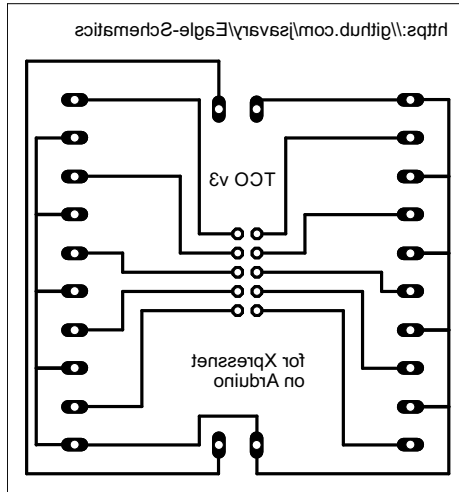 https://github.com/jsavary/Eagle-Schematics
TCO v3
for Xpressnet
on Arduino